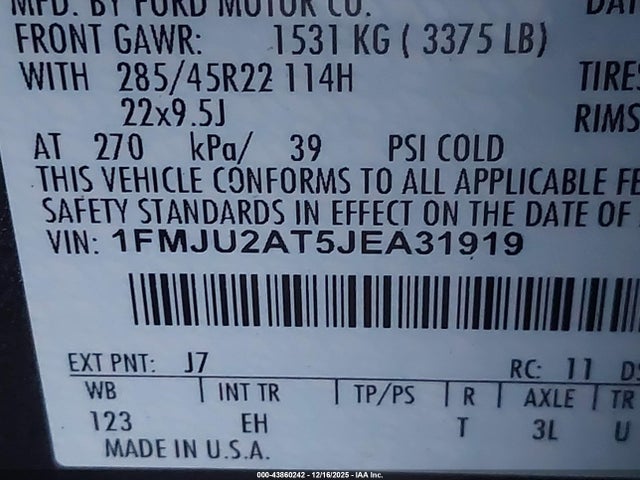 MFD. BY FORD MOTOR CO.
FRONT GAWR: 1531 KG ( 3375 LB)
WITH 285/45R22 114H TIRES
22x9.5J RIMS
AT 270 kPa/ 39 PSI COLD
THIS VEHICLE CONFORMS TO ALL APPLICABLE FE
SAFETY STANDARDS IN EFFECT ON THE DATE OF
VIN: 1FMJU2AT5JEA31919
EXT PNT: J7 RC: 11 DS
WB INT TR TP/PS R AXLE TR
123 EH T 3L U
MADE IN U.S.A.
000-43860242 - 12/16/2025 - IAA Inc.